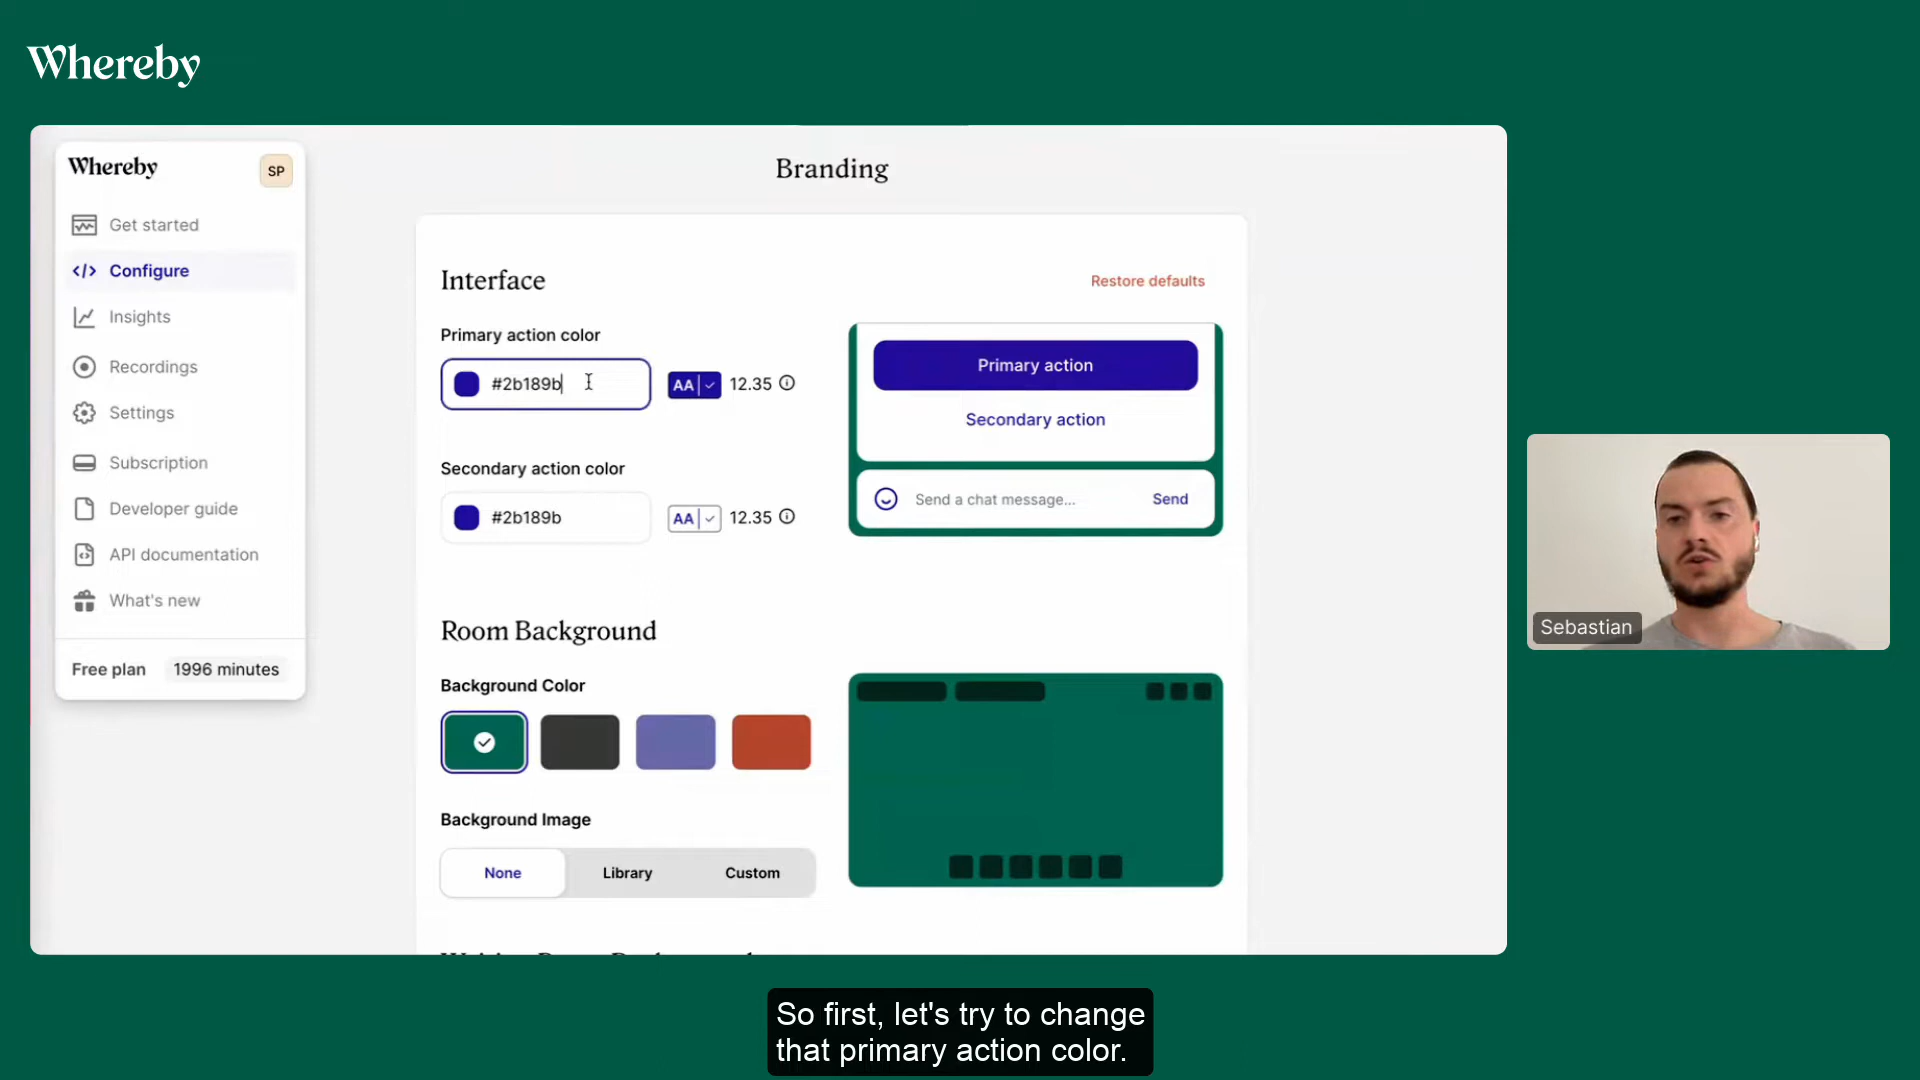 Whereby
Whereby
SP
Get started
Configure
Insights
Recordings
Settings
Subscription
Developer guide
API documentation
What's new
Free plan 1996 minutes
Branding
Interface
Restore defaults
Primary action color
#2b189b
AA 12.35
Secondary action color
#2b189b
AA 12.35
Primary action
Secondary action
Send a chat message... Send
Room Background
Background Color
Background Image
None Library Custom
Sebastian
So first, let's try to change
that primary action color.